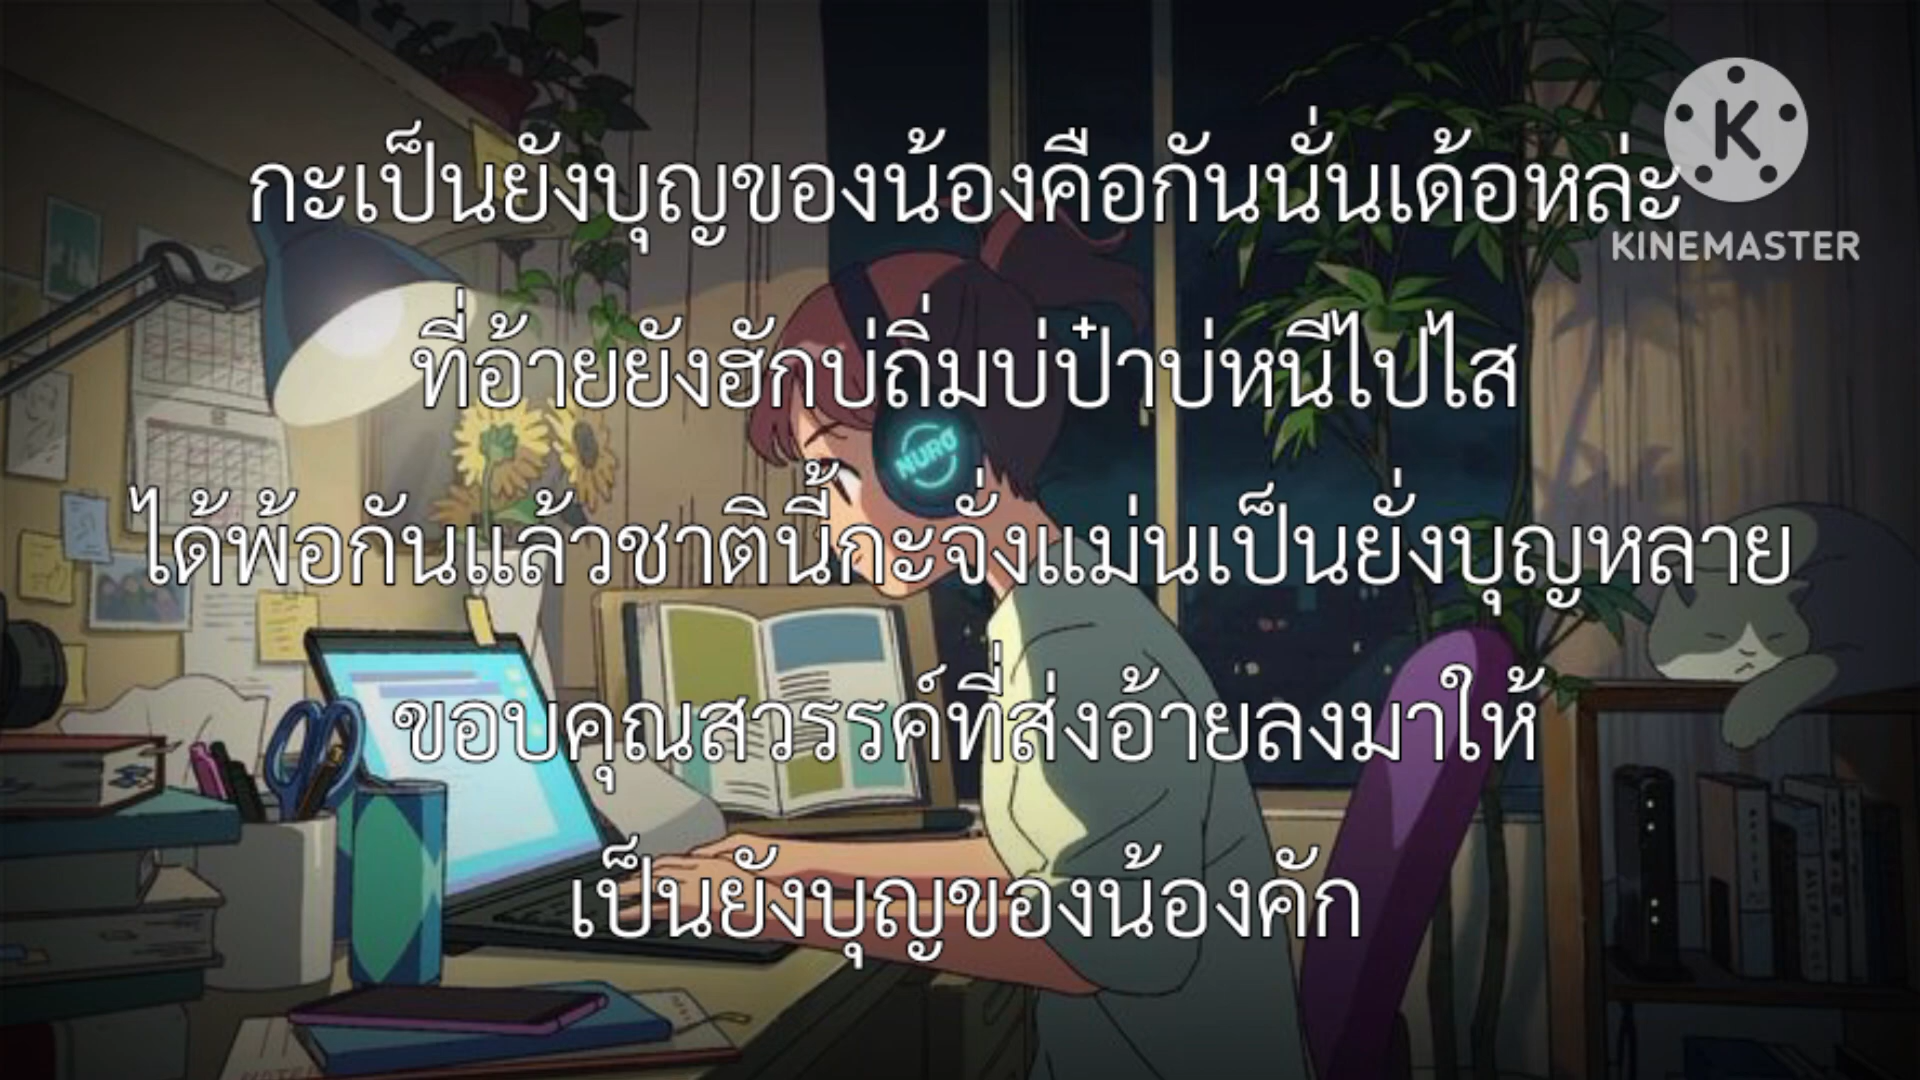 กะเป็นยังบุญของน้องคือกันนั่นเด้อหล่ะ
ที่อ้ายยังฮักบ่ถิ่มบ่ป๋าบ่หนีไปไส
ได้พ้อกันแล้วชาตินี้กะจั่งแม่นเป็นยั่งบุญหลาย
ขอบคุณสวรรค์ที่ส่งอ้ายลงมาให้
เป็นยังบุญของน้องคัก
K
KINEMASTER
NURO